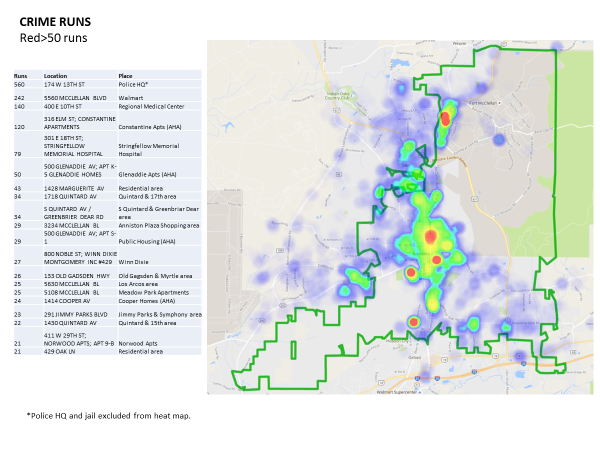 CRIME RUNS
Red>50 runs
Runs Location Place
560 174 W 13TH ST Police HQ*
242 5560 MCCLELLAN BLVD Walmart
140 400 E 10TH ST Regional Medical Center
316 ELM ST; CONSTANTINE
120 APARTMENTS Constantine Apts (AHA)
301 E 18TH ST;
STRINGFELLOW Stringfellow Memorial
79 MEMORIAL HOSPITAL Hospital
500 GLENADDIE AV; APT K-
50 5 GLENADDIE HOMES Glenaddie Apts (AHA)
43 1428 MARGUERITE AV Residential area
34 1718 QUINTARD AV Quintard & 17th area
S QUINTARD AV / S Quintard & Greenbriar Dear
34 GREENBRIER DEAR RD area
29 3234 MCCLELLAN BL Anniston Plaza Shopping area
500 GLENADDIE AV; APT S-
29 1 Public Housing (AHA)
800 NOBLE ST; WINN DIXIE
27 MONTGOMERY INC #429 Winn Dixie
26 133 OLD GADSDEN HWY Old Gagsden & Myrtle area
25 5630 MCCLELLAN BL Los Arcos area
25 5108 MCCLELLAN BL Meadow Park Apartments
24 1414 COOPER AV Cooper Homes (AHA)
23 291 JIMMY PARKS BLVD Jimmy Parks & Symphony area
22 1430 QUINTARD AV Quintard & 15th area
411 W 29TH ST;
21 NORWOOD APTS; APT 9-B Norwood Apts
21 429 OAK LN Residential area
Fort McClellan
Oxford
Walmart Supercenter
*Police HQ and jail excluded from heat map.